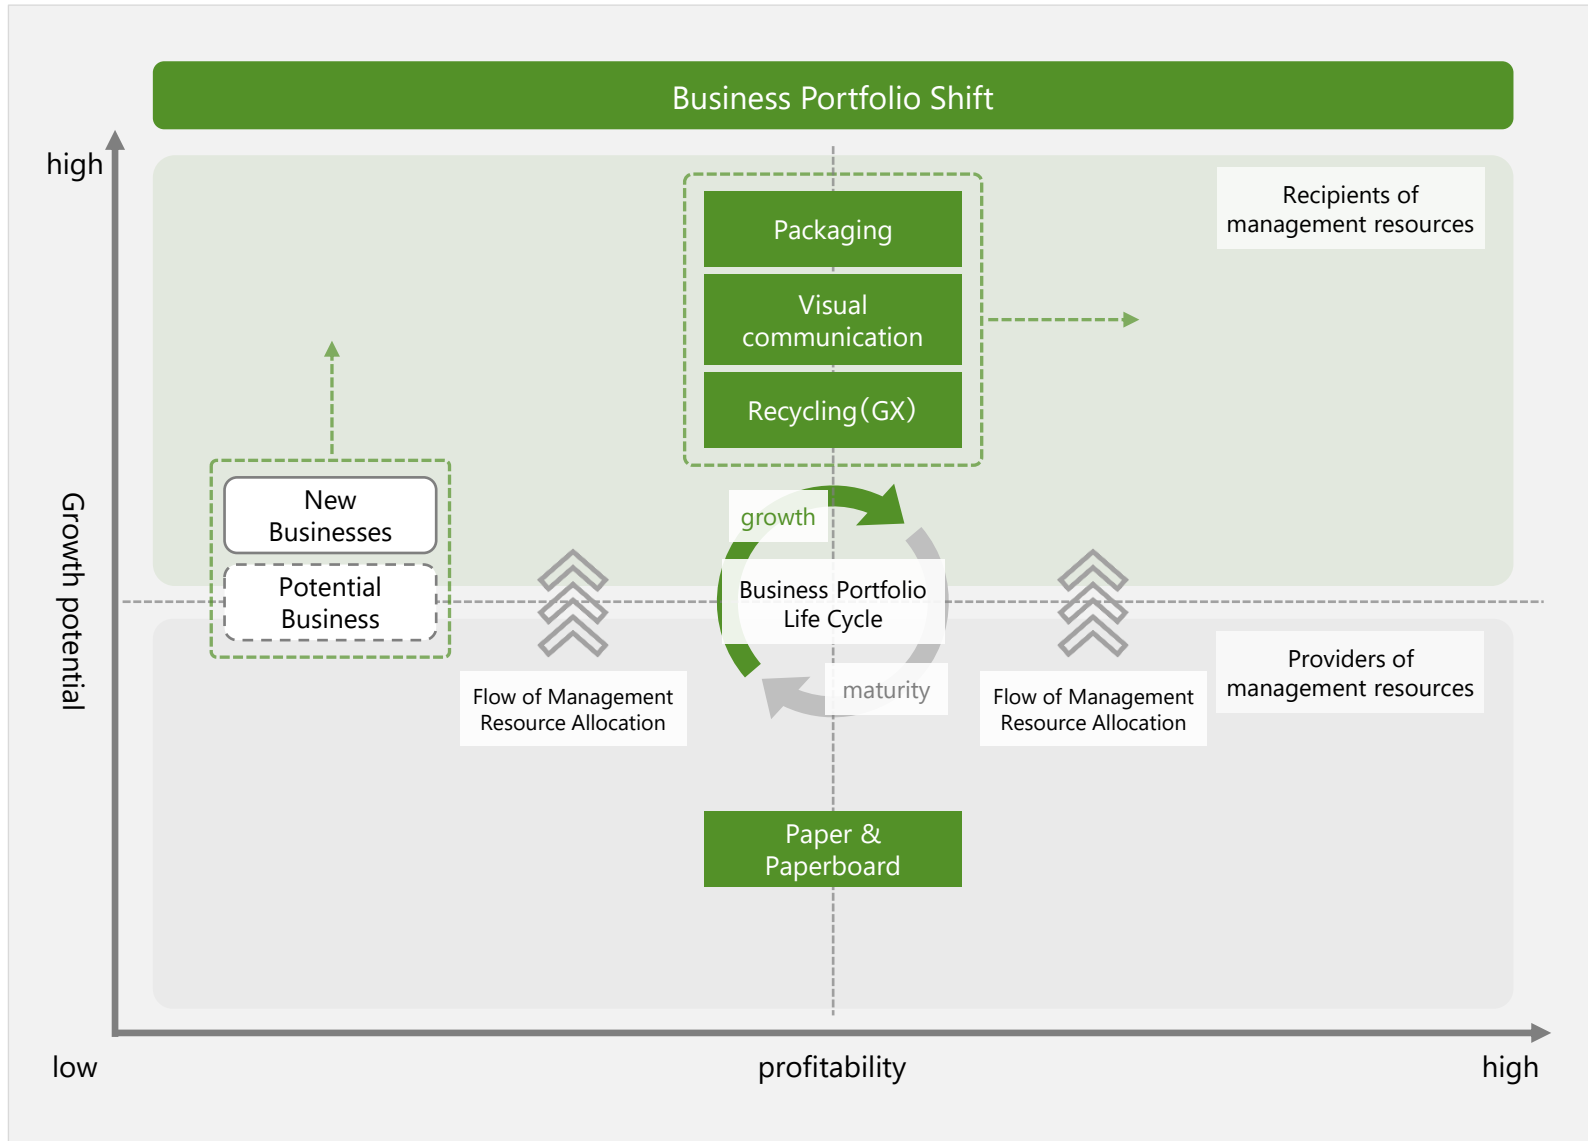 Business Portfolio Shift
high
Recipients of
management resources
Packaging
Visual
communication
Recycling（GX）
New
Businesses
Potential
Business
Growth potential
growth
Business Portfolio
Life Cycle
maturity
Flow of Management
Resource Allocation
Flow of Management
Resource Allocation
Providers of
management resources
Paper &
Paperboard
low
profitability
high